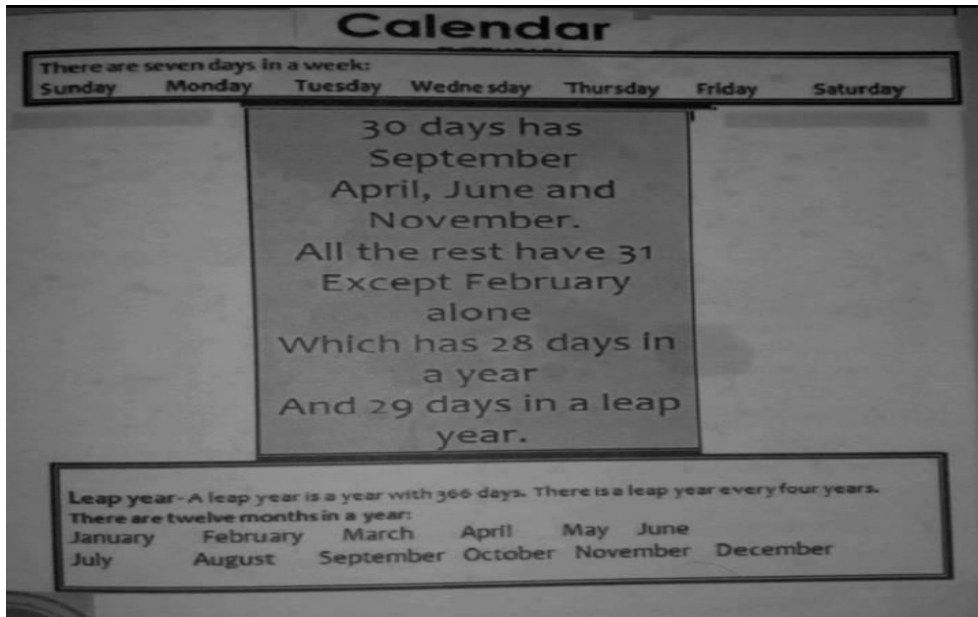 Calendar
There are seven days in a week:
Sunday Monday Tuesday Wednesday Thursday Friday Saturday
30 days has
September
April, June and
November.
All the rest have 31
Except February
alone
Which has 28 days in
a year
And 29 days in a leap
year.
Leap year- A leap year is a year with 366 days. There is a leap year every four years.
There are twelve months in a year:
January February March April May June
July August September October November December